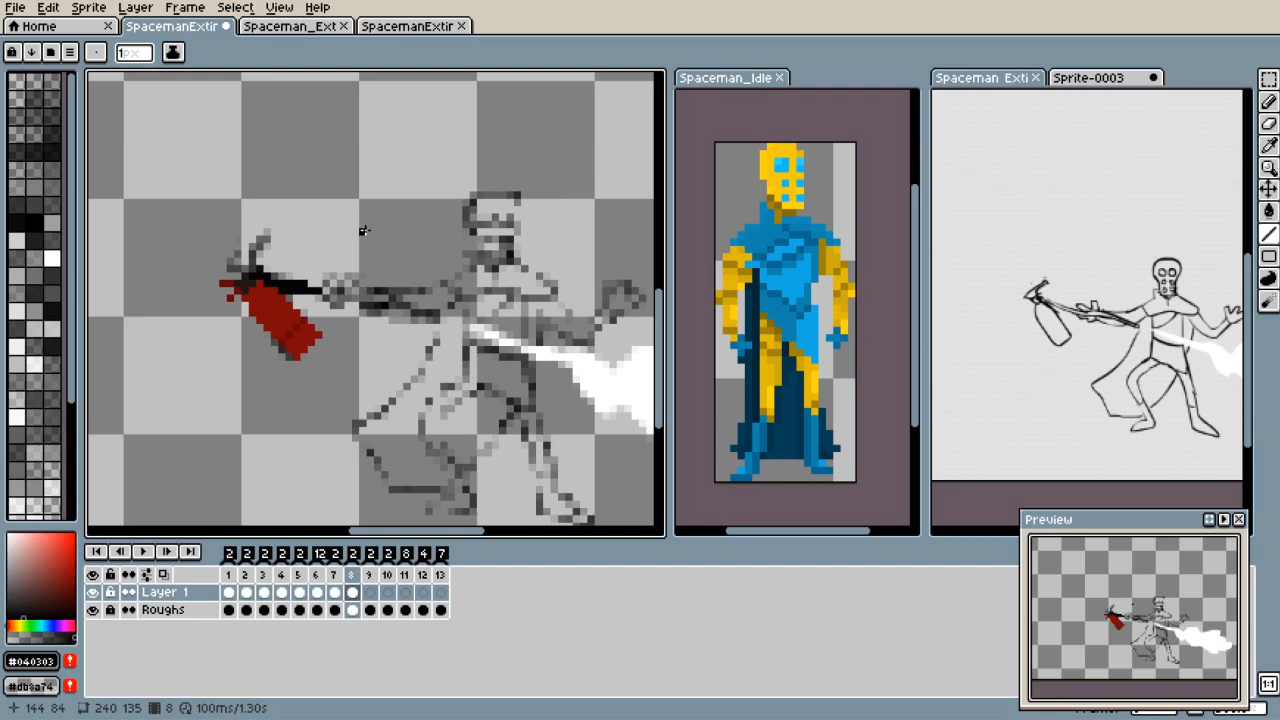 File Edit Sprite Layer Frame Select View Help
Home SpacemanExtir Spaceman_Ext SpacemanExtir
1px
Spaceman_Idle Spaceman Exti Sprite-0003
Preview
2 2 2 2 2 12 2 2 2 2 8 4 7
1 2 3 4 5 6 7 8 9 10 11 12 13
Layer 1
Roughs
#040303
1:1
144 84 240 135 8 100ms/1.30s